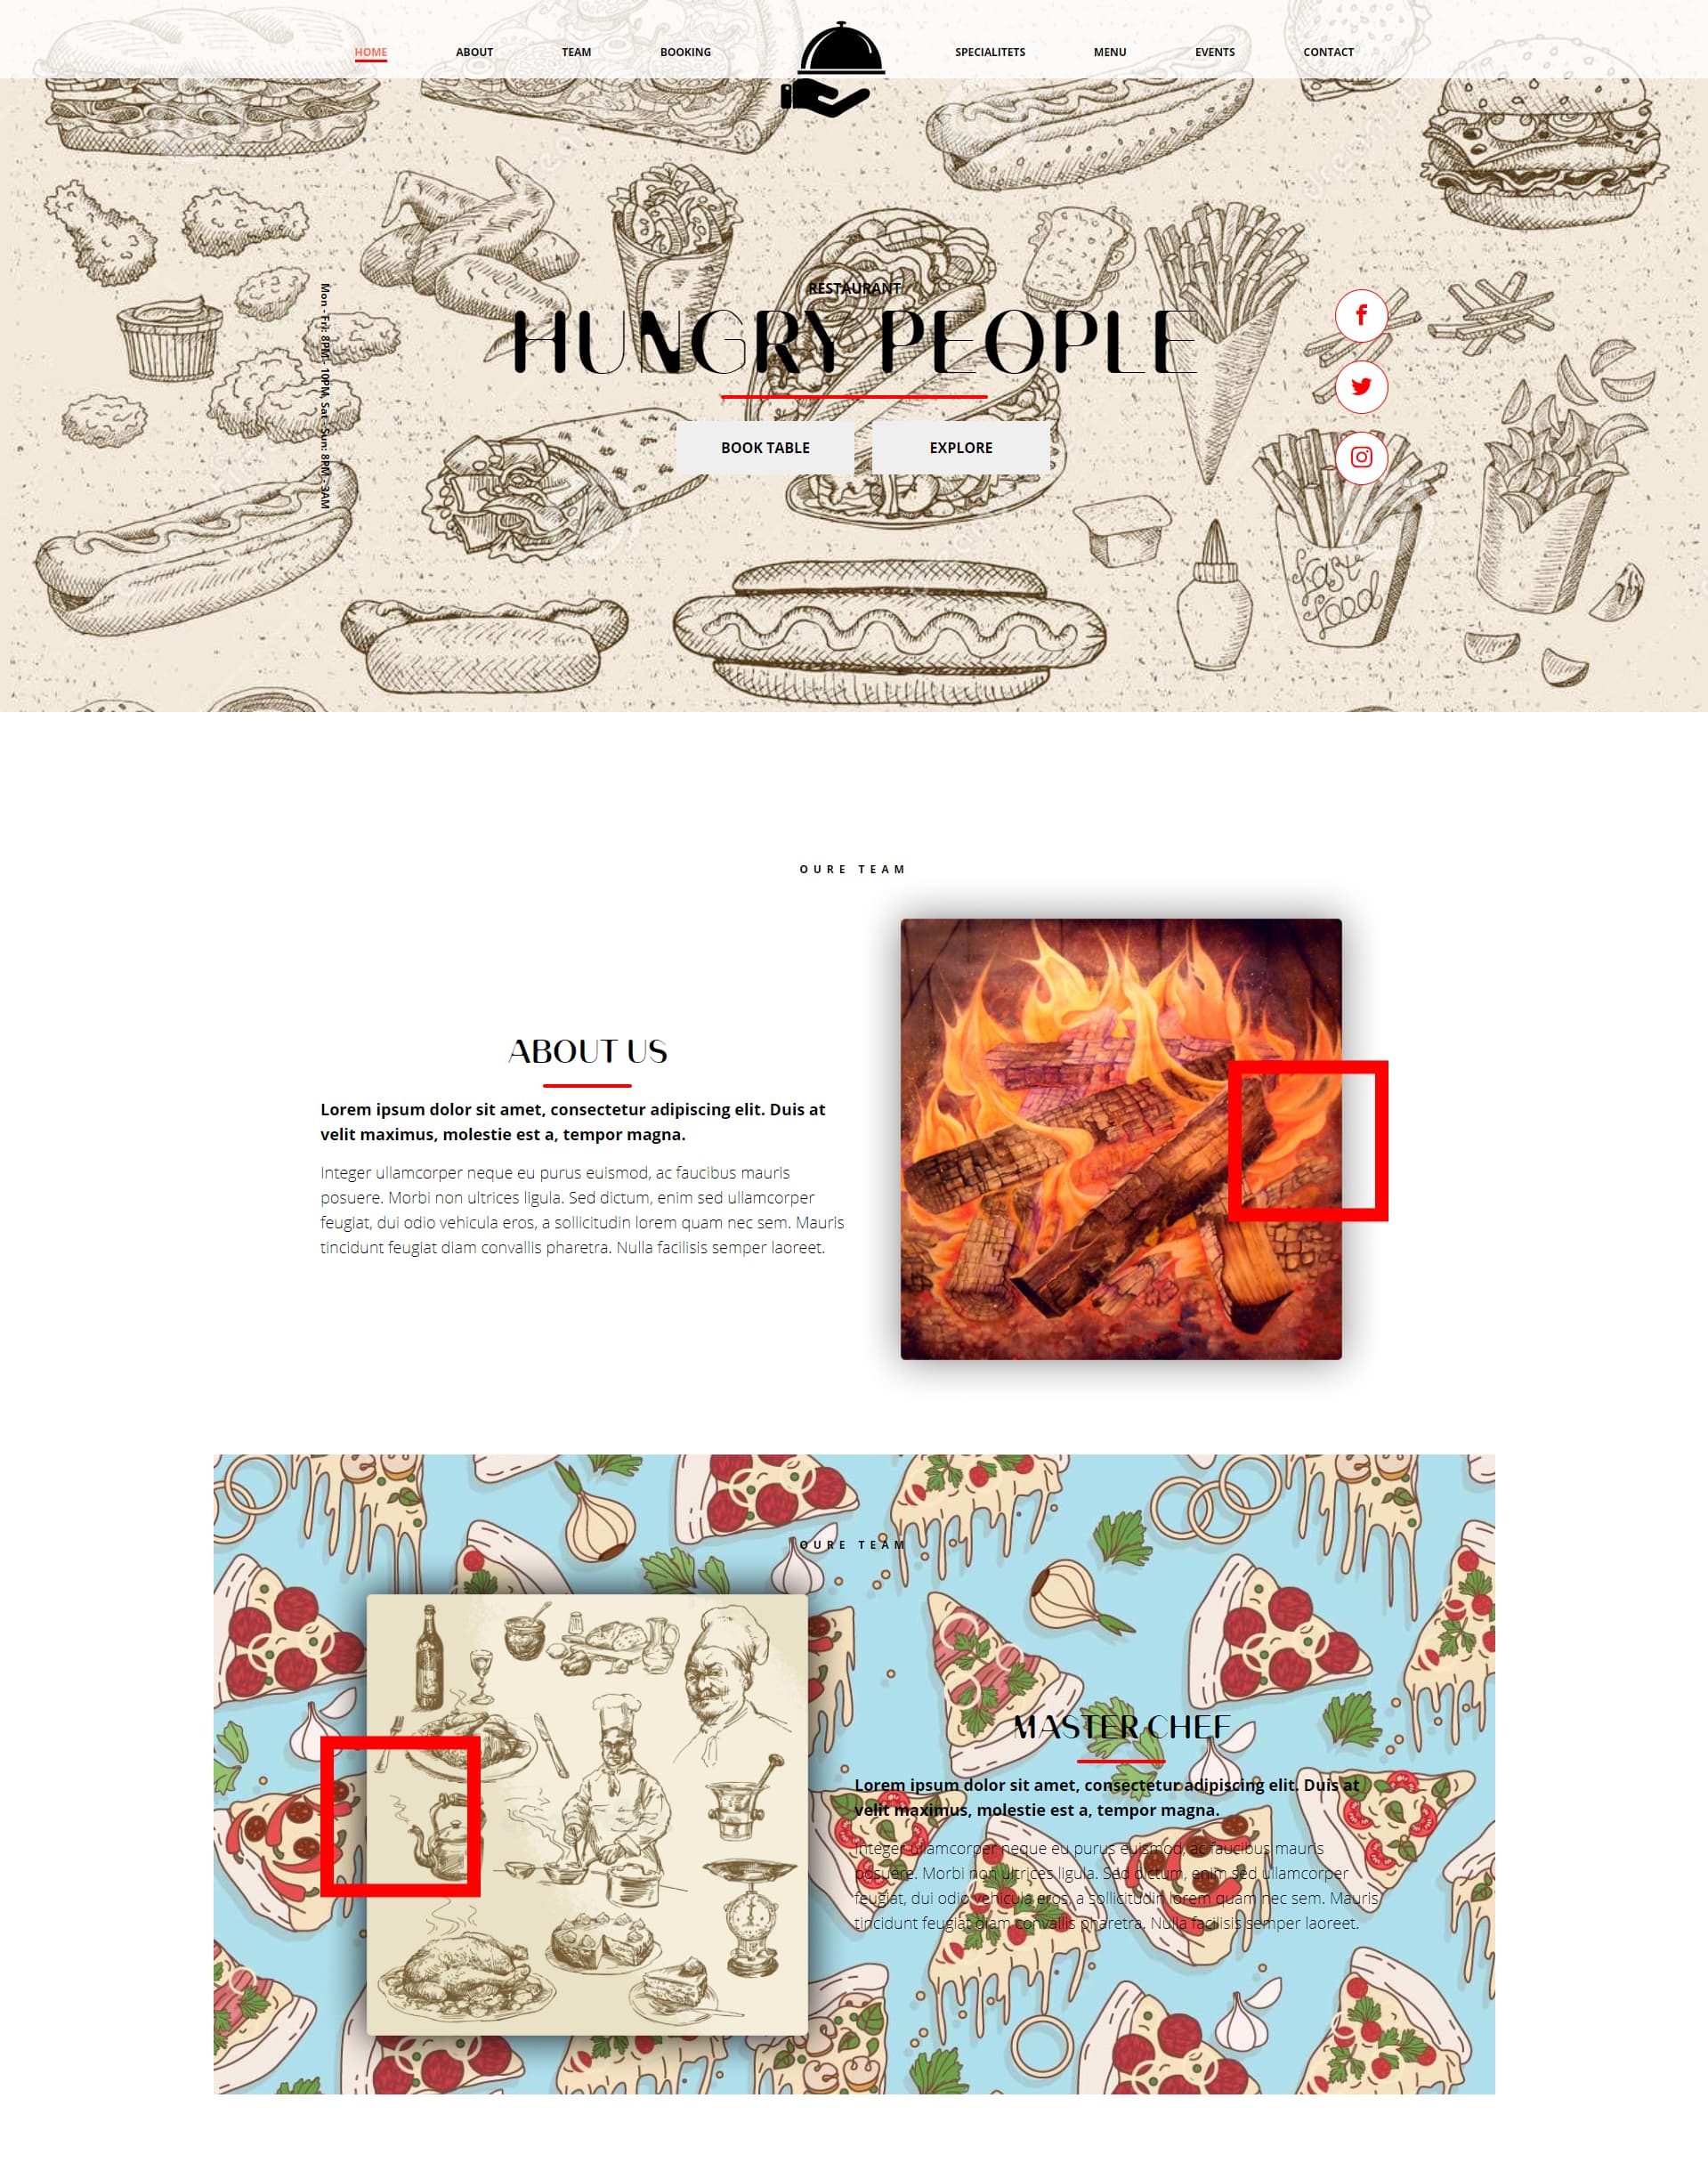 HOME ABOUT TEAM BOOKING SPECIALITETS MENU EVENTS CONTACT
Mon - Fri: 8PM - 10PM, Sat - Sun: 8PM - 3AM
RESTAURANT
HUNGRY PEOPLE
BOOK TABLE EXPLORE
Fast
food
OURE TEAM
ABOUT US
Lorem ipsum dolor sit amet, consectetur adipiscing elit. Duis at
velit maximus, molestie est a, tempor magna.
Integer ullamcorper neque eu purus euismod, ac faucibus mauris
posuere. Morbi non ultrices ligula. Sed dictum, enim sed ullamcorper
feugiat, dui odio vehicula eros, a sollicitudin lorem quam nec sem. Mauris
tincidunt feugiat diam convallis pharetra. Nulla facilisis semper laoreet.
OURE TEAM
MASTER CHEF
Lorem ipsum dolor sit amet, consectetur adipiscing elit. Duis at
velit maximus, molestie est a, tempor magna.
Integer ullamcorper neque eu purus euismod, ac faucibus mauris
posuere. Morbi non ultrices ligula. Sed dictum, enim sed ullamcorper
feugiat, dui odio vehicula eros, a sollicitudin lorem quam nec sem. Mauris
tincidunt feugiat diam convallis pharetra. Nulla facilisis semper laoreet.